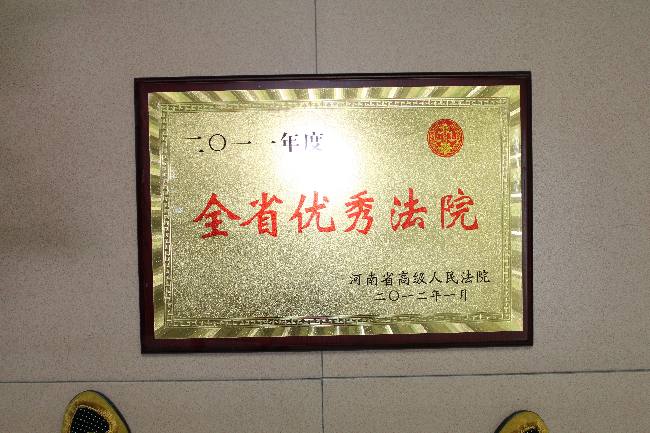 二〇一一年度
全省优秀法院
河南省高级人民法院
二〇一二年一月